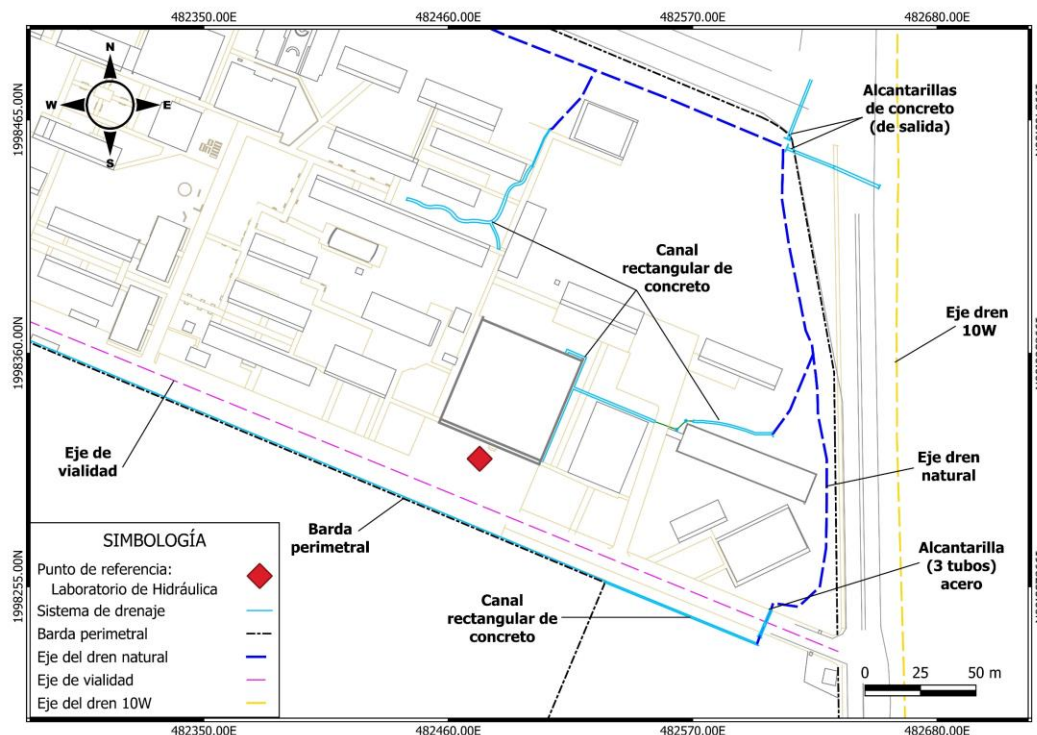 482350.00E
482460.00E
482570.00E
482680.00E
N
W
E
S
1998465.00N
1998360.00N
1998255.00N
Alcantarillas
de concreto
(de salida)
Canal
rectangular de
concreto
Eje dren
10W
Eje de
vialidad
Eje dren
natural
Barda
perimetral
Alcantarilla
(3 tubos)
acero
Canal
rectangular de
concreto
SIMBOLOGÍA
Punto de referencia:
Laboratorio de Hidráulica
Sistema de drenaje
Barda perimetral
Eje del dren natural
Eje de vialidad
Eje del dren 10W
0 25 50 m
482350.00E
482460.00E
482570.00E
482680.00E